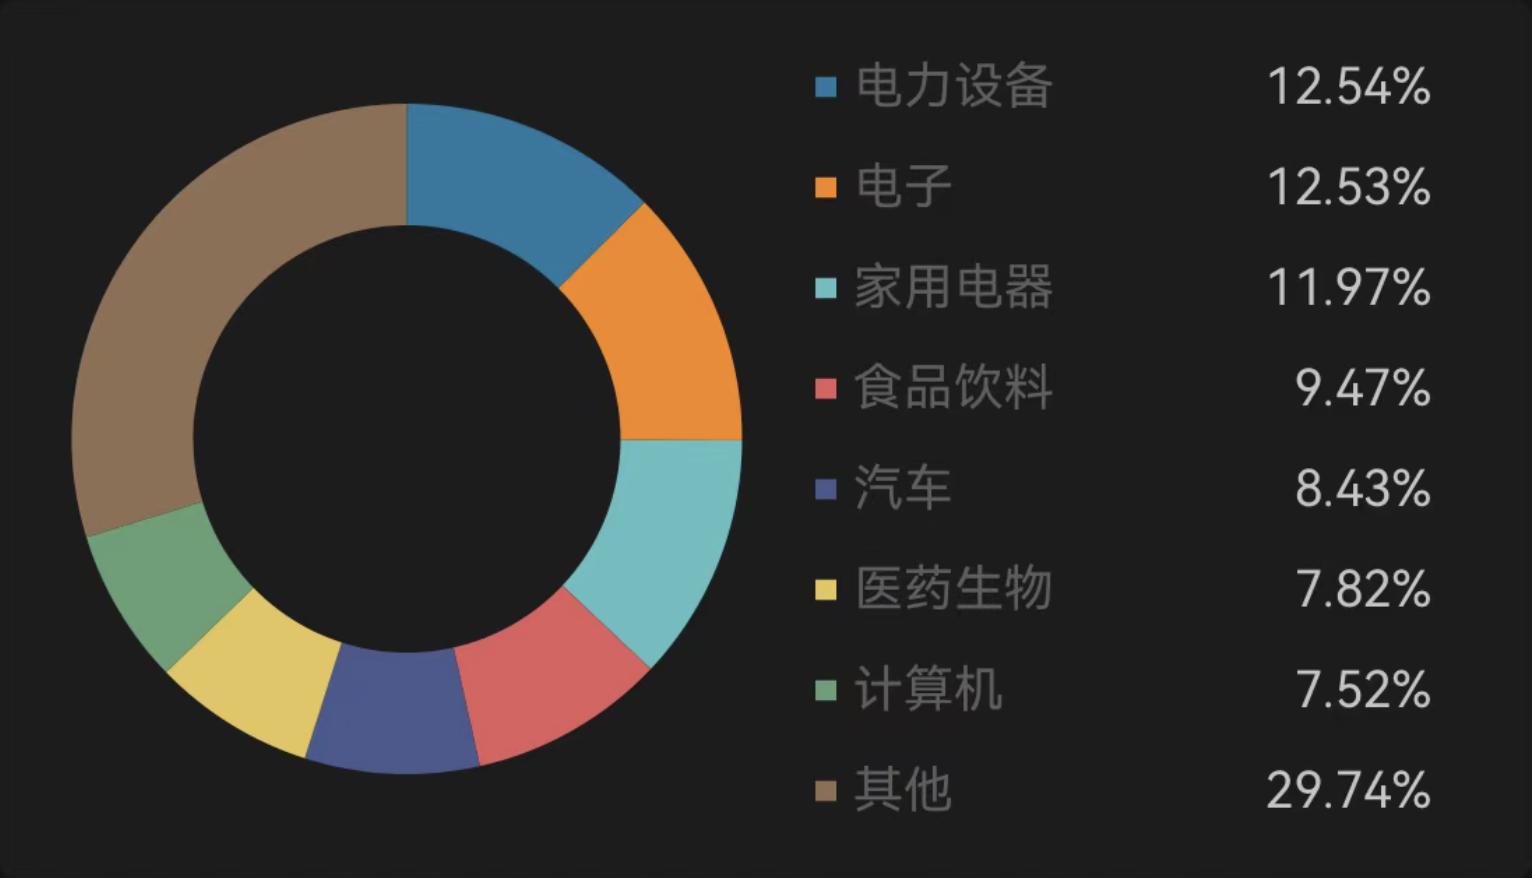 电力设备 12.54%
电子 12.53%
家用电器 11.97%
食品饮料 9.47%
汽车 8.43%
医药生物 7.82%
计算机 7.52%
其他 29.74%